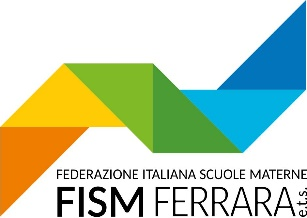 FEDERAZIONE ITALIANA SCUOLE MATERNE
FISM FERRARA e.t.s.